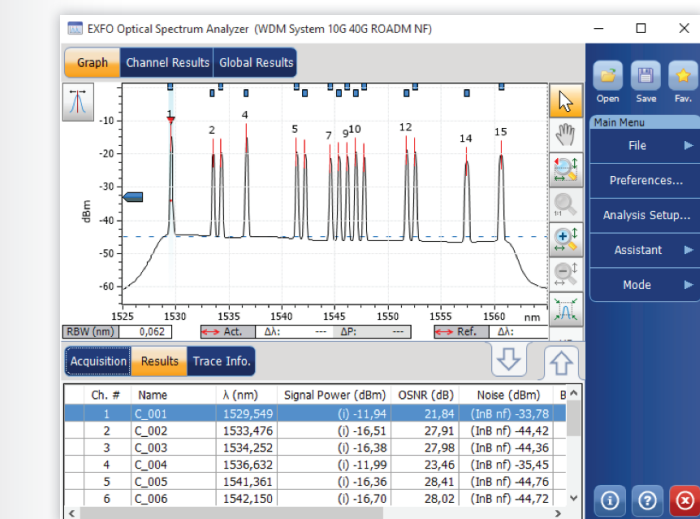 EXFO Optical Spectrum Analyzer (WDM System 10G 40G ROADM NF)
Graph Channel Results Global Results
Open Save Fav.
Main Menu
File
Preferences...
Analysis Setup...
Assistant
Mode
1 2 4 5 7 9 10 12 14 15
-10
-20
-30
-40
-50
-60
dBm
1:1
1525 1530 1535 1540 1545 1550 1555 1560 nm
RBW (nm) 0,062 Act. Δλ: --- ΔP: --- Ref. Δλ:
Acquisition Results Trace Info.
Ch. # Name λ (nm) Signal Power (dBm) OSNR (dB) Noise (dBm) B
1 C_001 1529,549 (i) -11,94 21,84 (InB nf) -33,78
2 C_002 1533,476 (i) -16,51 27,91 (InB nf) -44,42
3 C_003 1534,252 (i) -16,38 27,98 (InB nf) -44,36
4 C_004 1536,632 (i) -11,99 23,46 (InB nf) -35,45
5 C_005 1541,361 (i) -16,36 28,41 (InB nf) -44,76
6 C_006 1542,150 (i) -16,70 28,02 (InB nf) -44,72